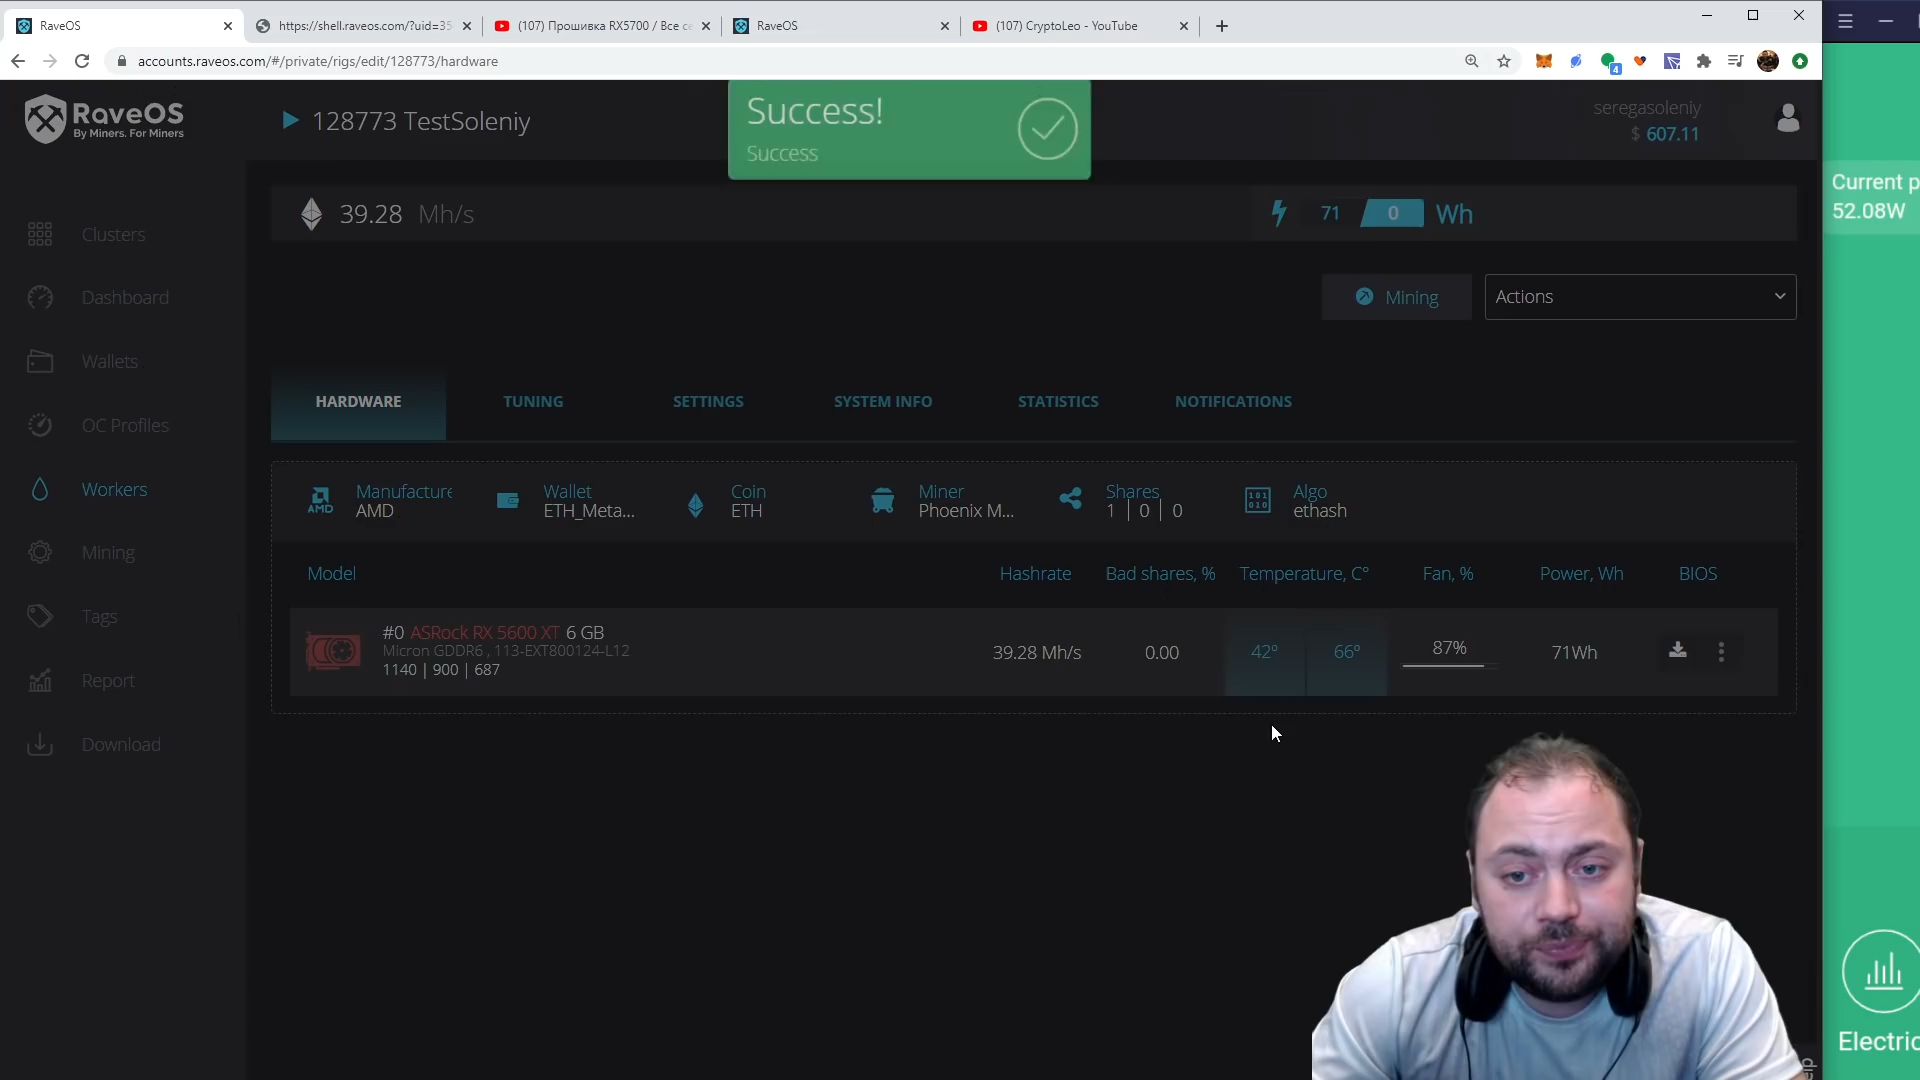 RaveOS
https://shell.raveos.com/?uid=35
(107) Прошивка RX5700 / Все се
RaveOS
(107) CryptoLeo - YouTube
accounts.raveos.com/#/private/rigs/edit/128773/hardware
4
RaveOS
By Miners. For Miners
128773 TestSoleniy
Success!
Success
seregasoleniy
$ 607.11
Current p
52.08W
39.28 Mh/s
71 0 Wh
Clusters
Dashboard
Wallets
OC Profiles
Workers
Mining
Tags
Report
Download
Mining
Actions
HARDWARE
TUNING
SETTINGS
SYSTEM INFO
STATISTICS
NOTIFICATIONS
AMD
Manufacture
AMD
Wallet
ETH_Meta...
Coin
ETH
Miner
Phoenix M...
Shares
1 | 0 | 0
101
010
Algo
ethash
Model
Hashrate
Bad shares, %
Temperature, C°
Fan, %
Power, Wh
BIOS
#0 ASRock RX 5600 XT 6 GB
Micron GDDR6 , 113-EXT800124-L12
1140 | 900 | 687
39.28 Mh/s
0.00
42°
66°
87%
71Wh
Electric